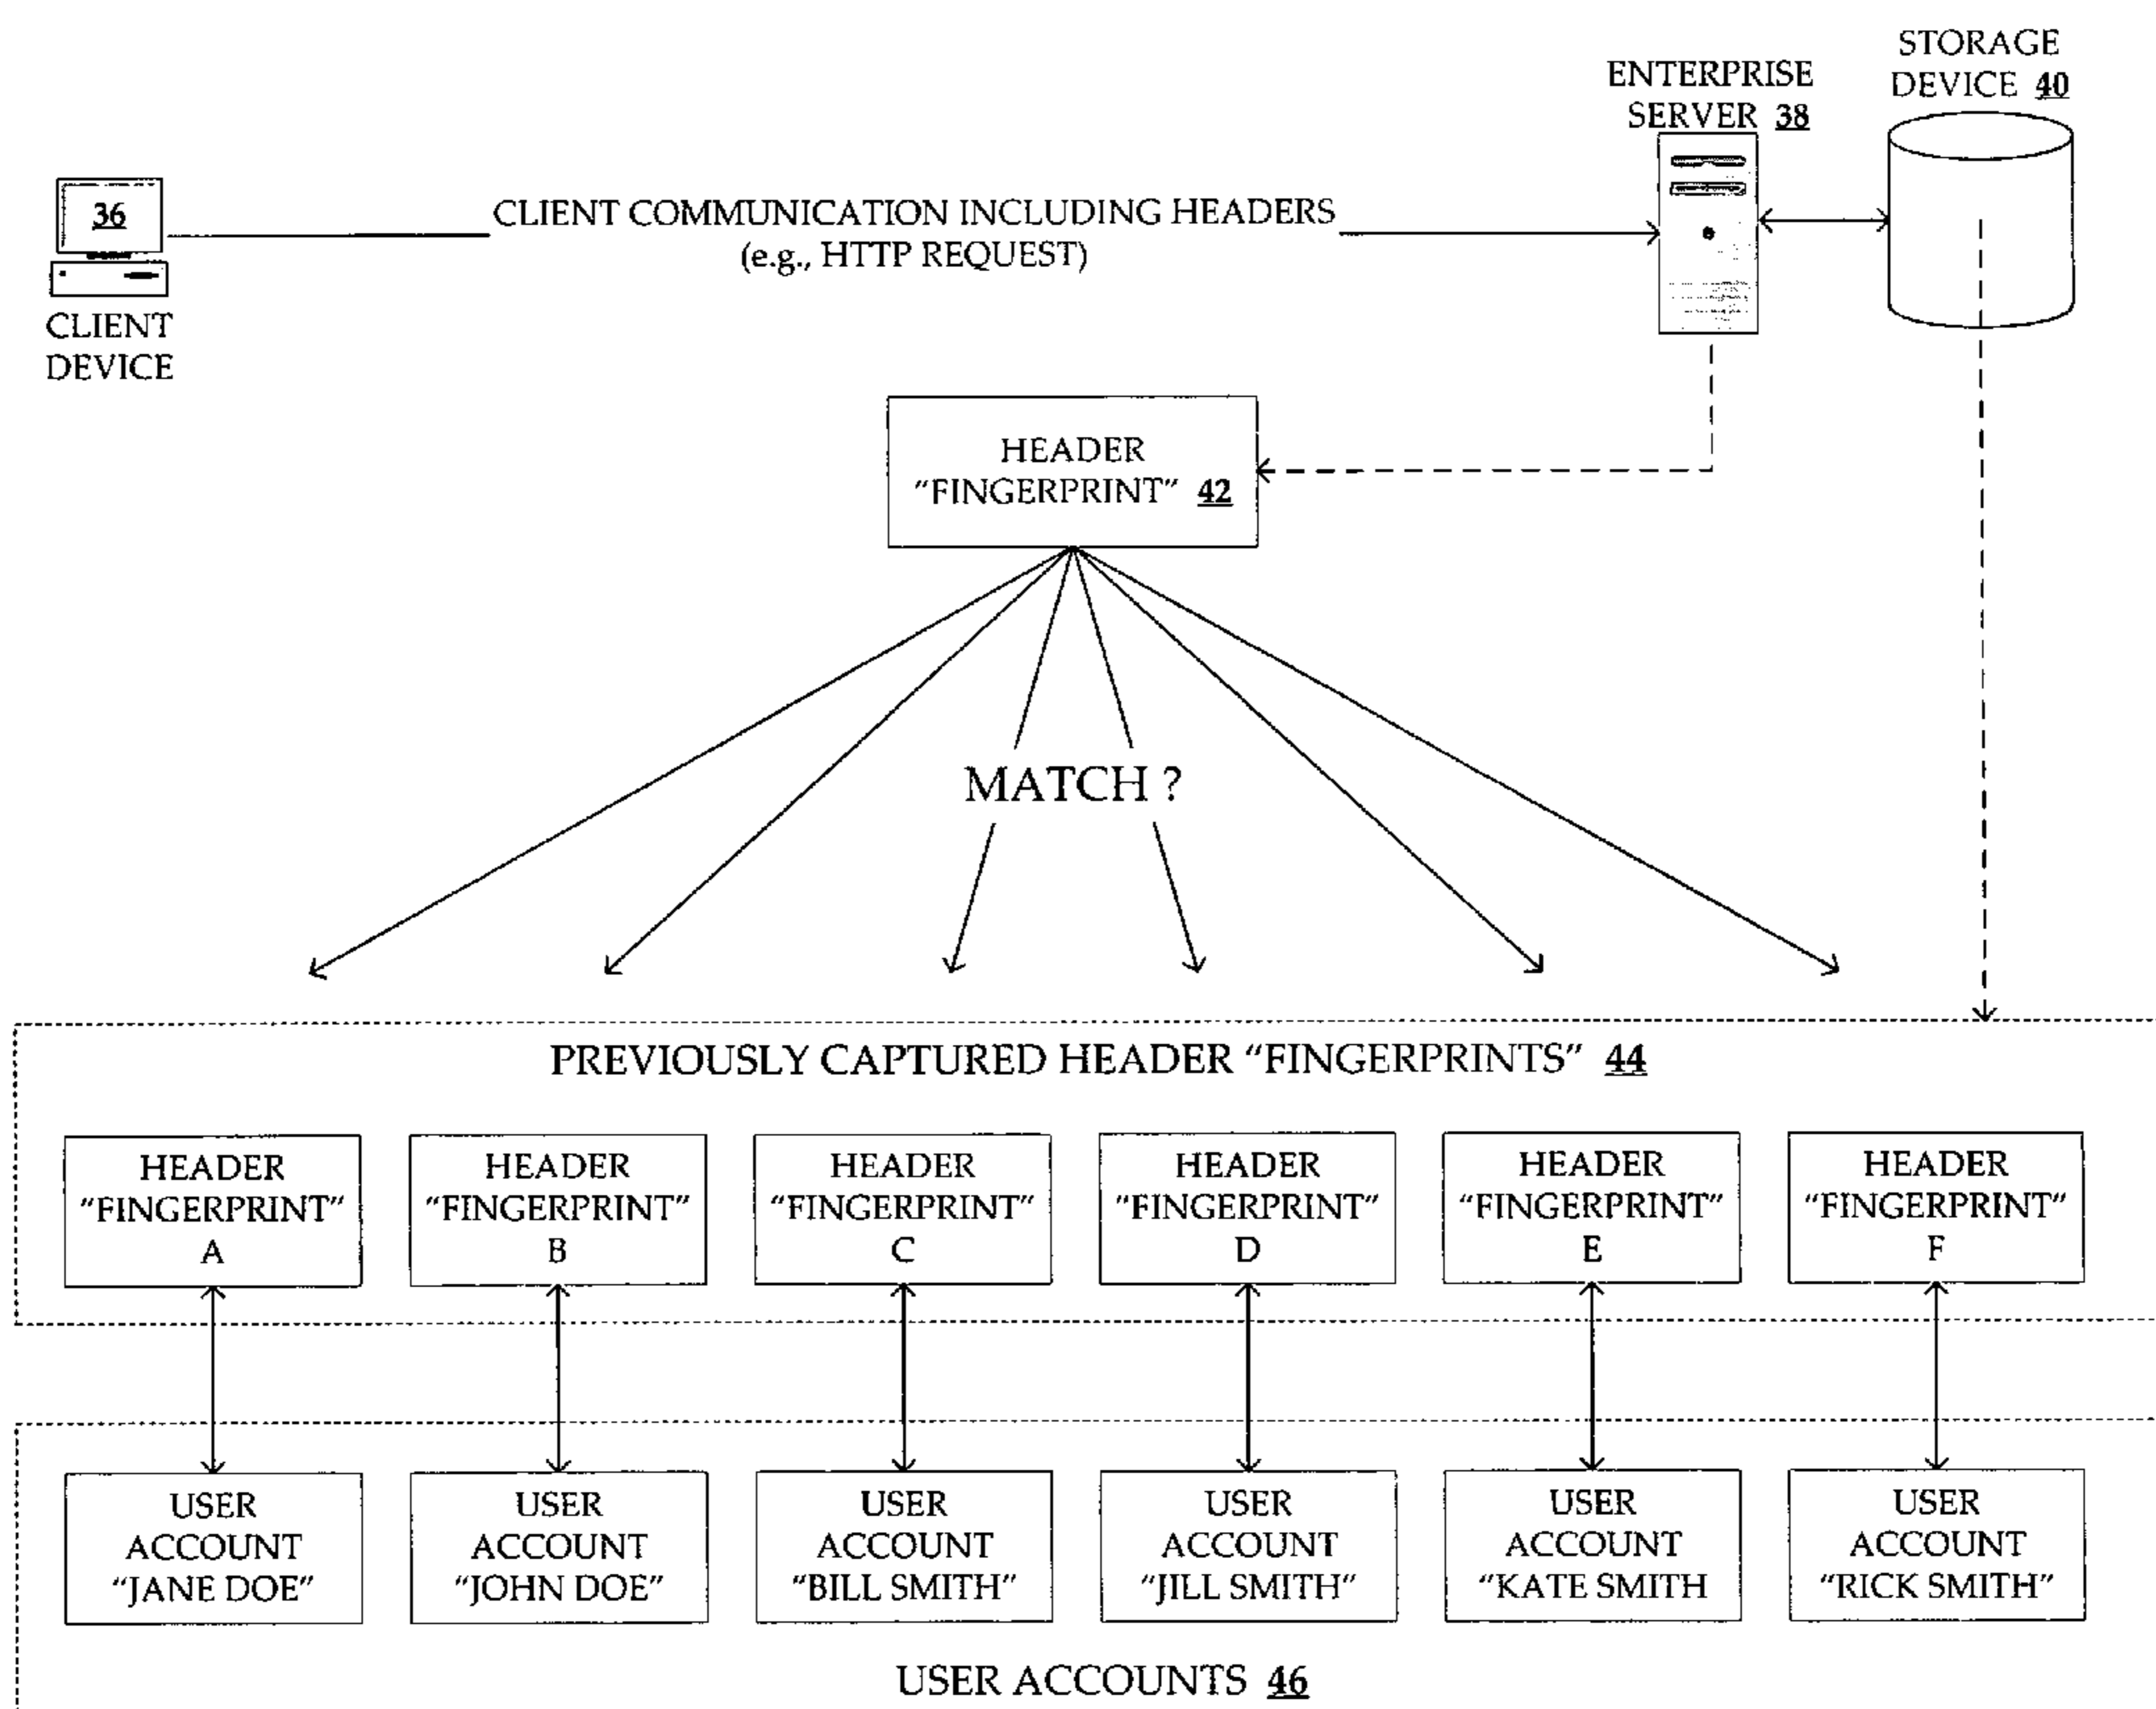 STORAGE
DEVICE 40
ENTERPRISE
SERVER 38
36
CLIENT COMMUNICATION INCLUDING HEADERS
(e.g., HTTP REQUEST)
CLIENT
DEVICE
HEADER
“FINGERPRINT” 42
MATCH ?
PREVIOUSLY CAPTURED HEADER “FINGERPRINTS” 44
HEADER
“FINGERPRINT”
A
HEADER
“FINGERPRINT”
B
HEADER
“FINGERPRINT”
C
HEADER
“FINGERPRINT”
D
HEADER
“FINGERPRINT”
E
HEADER
“FINGERPRINT”
F
USER
ACCOUNT
“JANE DOE”
USER
ACCOUNT
“JOHN DOE”
USER
ACCOUNT
“BILL SMITH”
USER
ACCOUNT
“JILL SMITH”
USER
ACCOUNT
“KATE SMITH
USER
ACCOUNT
“RICK SMITH”
USER ACCOUNTS 46